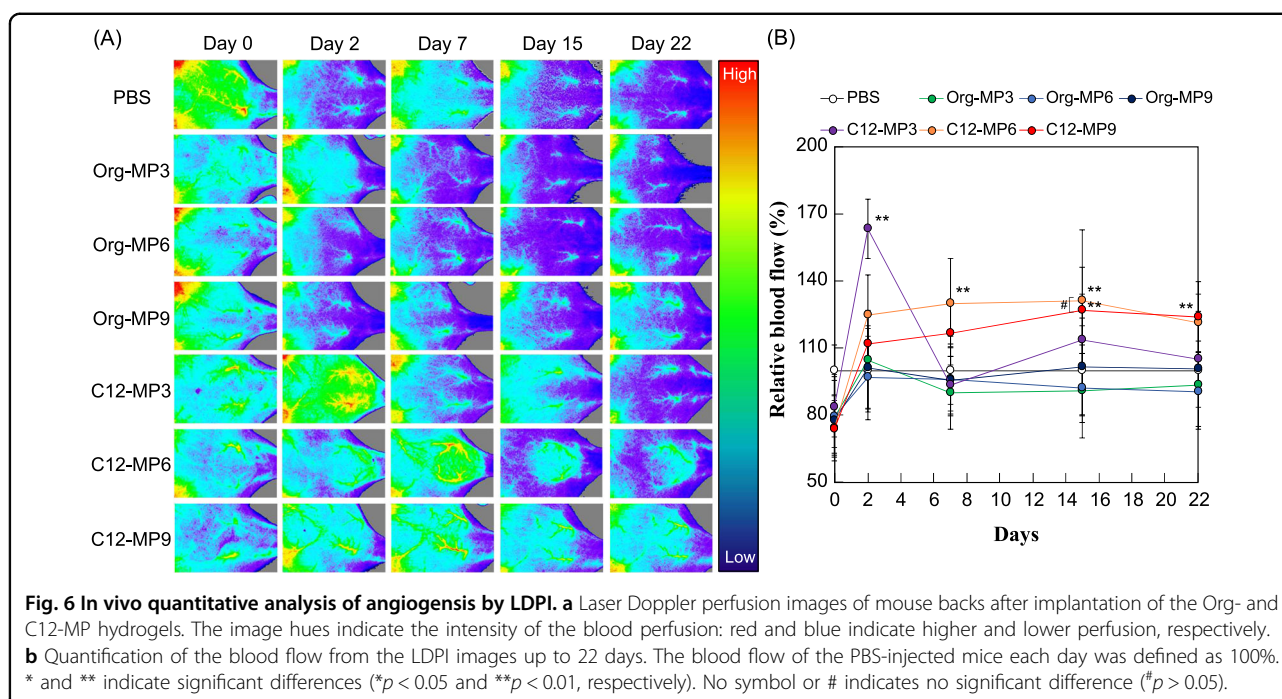 (A)
Day 0 Day 2 Day 7 Day 15 Day 22
PBS
Org-MP3
Org-MP6
Org-MP9
C12-MP3
C12-MP6
C12-MP9
High
Low
(B)
PBS Org-MP3 Org-MP6 Org-MP9
C12-MP3 C12-MP6 C12-MP9
200
170
140
110
80
50
Relative blood flow (%)
**
**
#
**
**
**
0 2 4 6 8 10 12 14 16 18 20 22
Days
Fig. 6 In vivo quantitative analysis of angiogensis by LDPI. a Laser Doppler perfusion images of mouse backs after implantation of the Org- and
C12-MP hydrogels. The image hues indicate the intensity of the blood perfusion: red and blue indicate higher and lower perfusion, respectively.
b Quantification of the blood flow from the LDPI images up to 22 days. The blood flow of the PBS-injected mice each day was defined as 100%.
* and ** indicate significant differences (*p < 0.05 and **p < 0.01, respectively). No symbol or # indicates no significant difference (#p > 0.05).